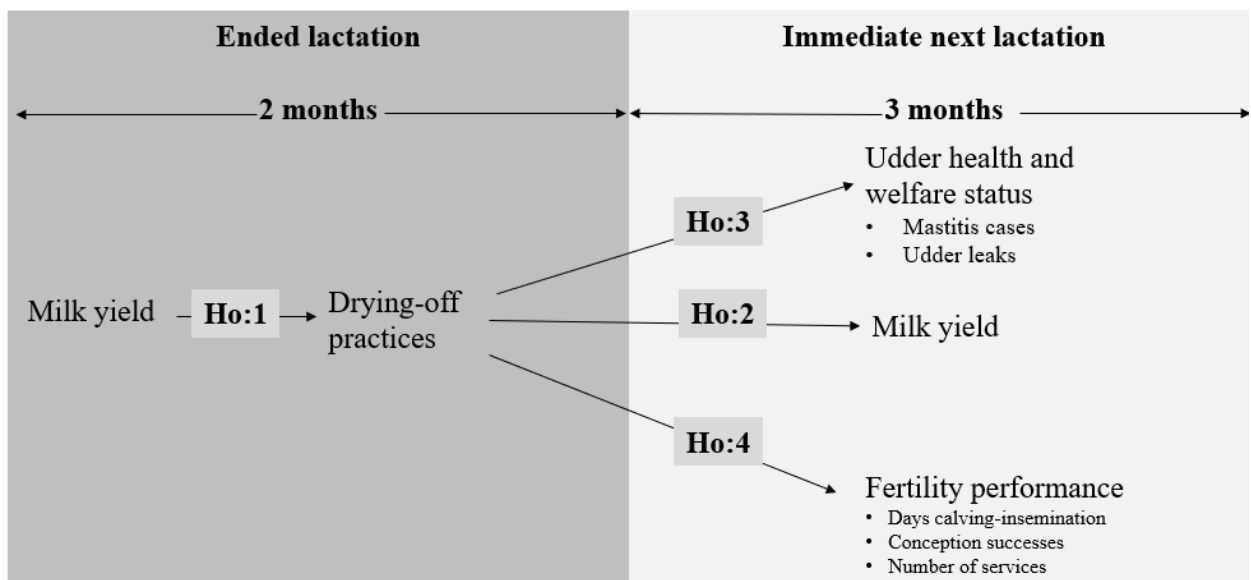 Ended lactation
Immediate next lactation
2 months
3 months
Udder health and
welfare status
• Mastitis cases
• Udder leaks
Ho:3
Milk yield
Ho:1
Drying-off
practices
Ho:2
Milk yield
Ho:4
Fertility performance
• Days calving-insemination
• Conception successes
• Number of services